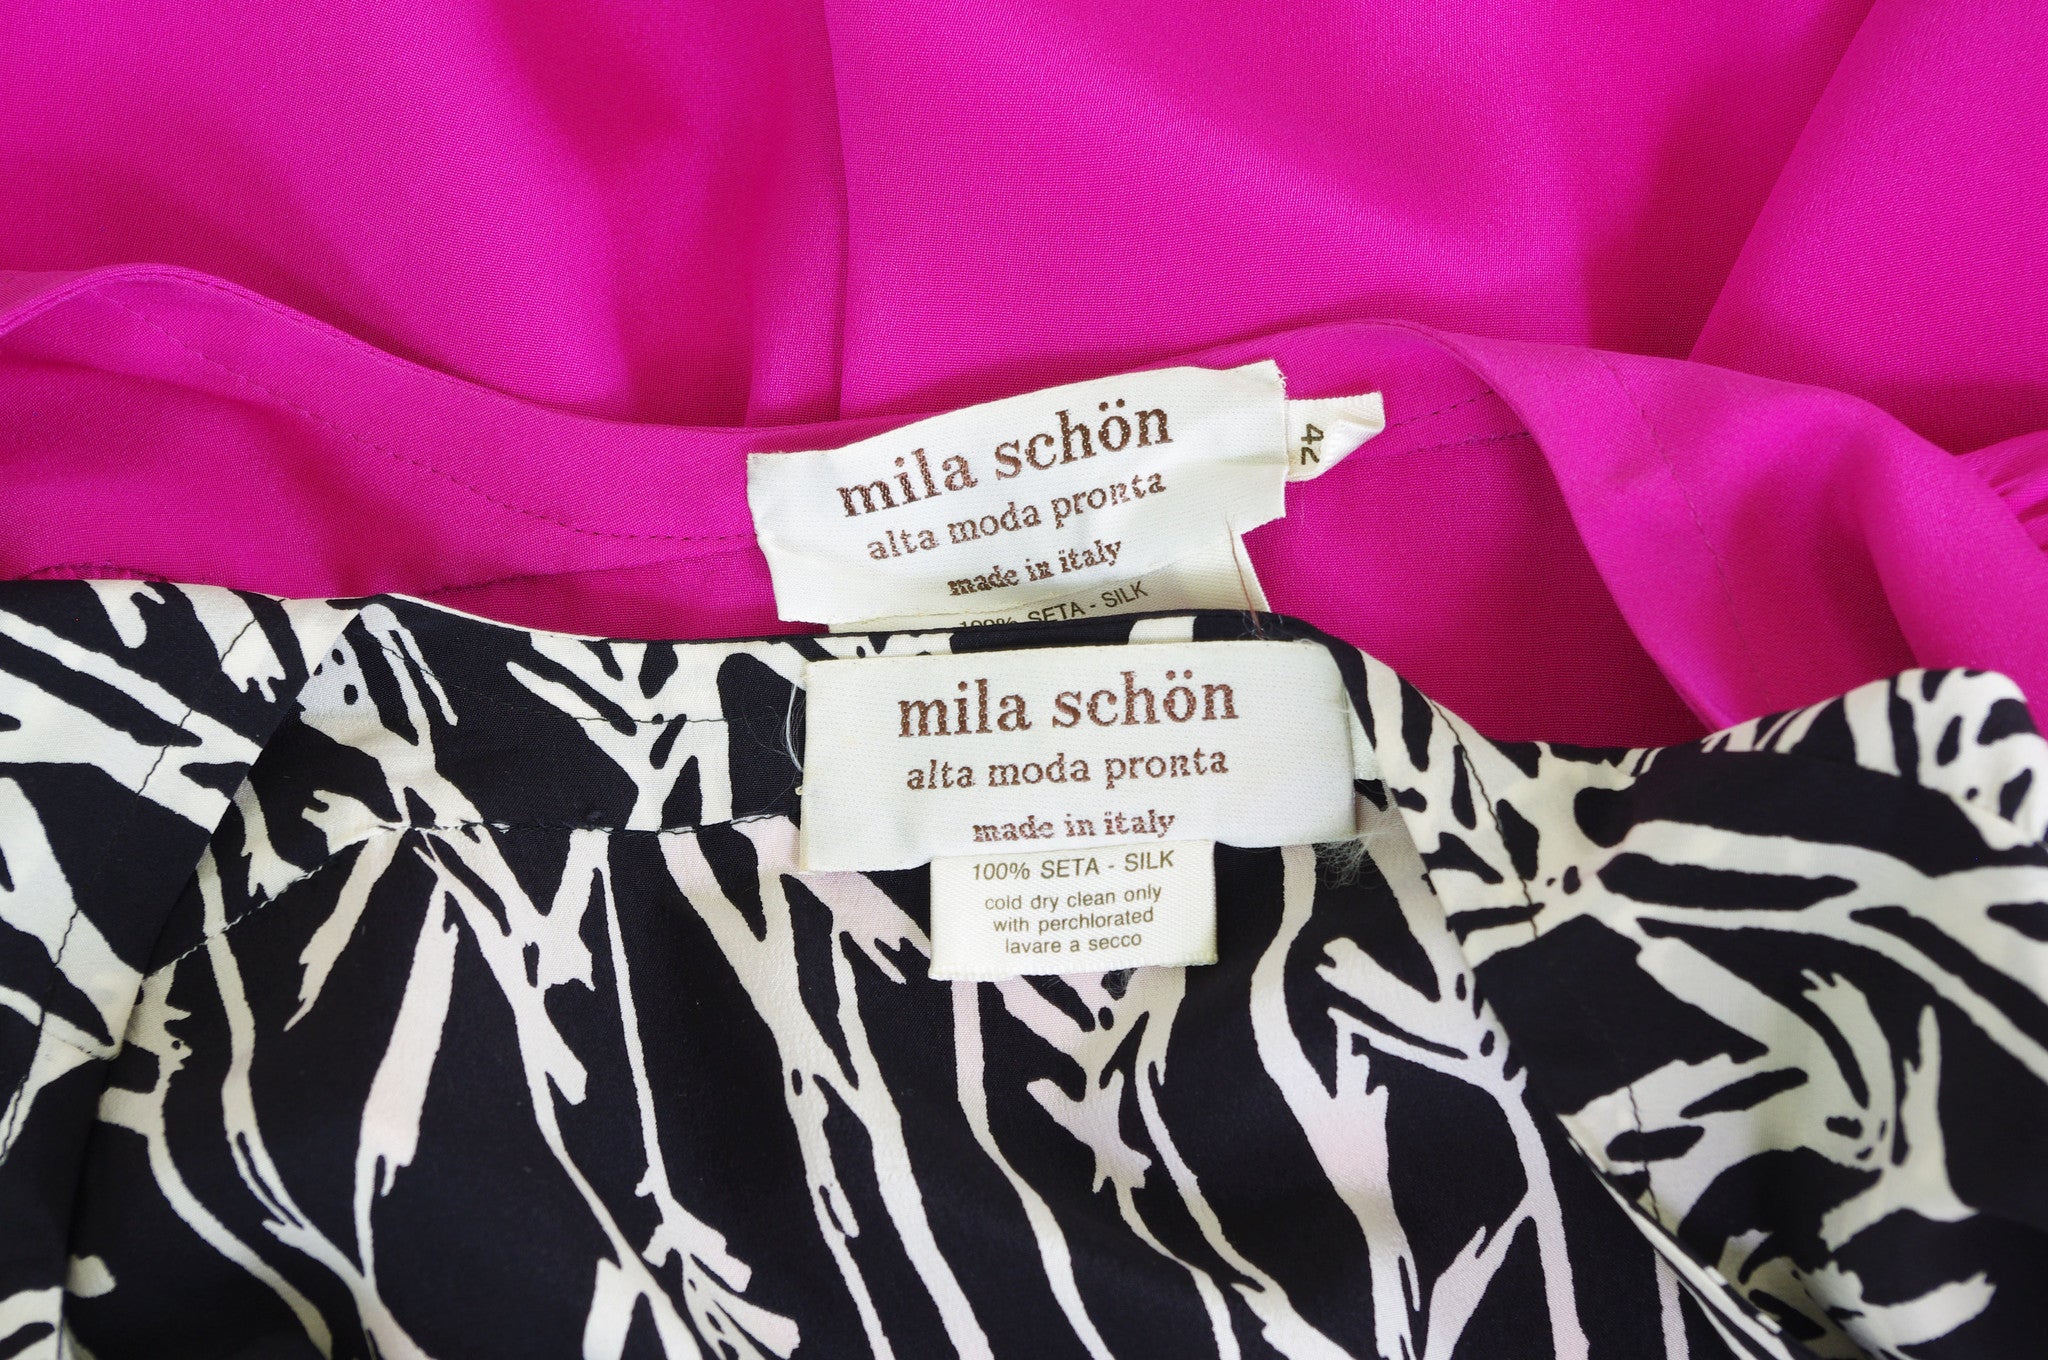 mila schön
alta moda pronta
made in italy
42
100% SETA - SILK
mila schön
alta moda pronta
made in italy
100% SETA - SILK
cold dry clean only
with perchlorated
lavare a secco